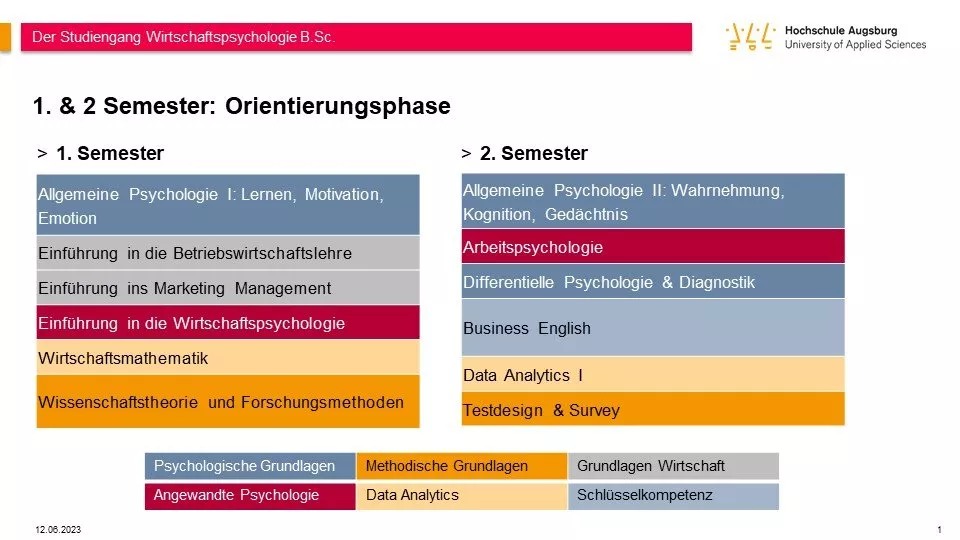 Der Studiengang Wirtschaftspsychologie B.Sc.
Hochschule Augsburg
University of Applied Sciences
1. & 2 Semester: Orientierungsphase
> 1. Semester
Allgemeine Psychologie I: Lernen, Motivation,
Emotion
Einführung in die Betriebswirtschaftslehre
Einführung ins Marketing Management
Einführung in die Wirtschaftspsychologie
Wirtschaftsmathematik
Wissenschaftstheorie und Forschungsmethoden
> 2. Semester
Allgemeine Psychologie II: Wahrnehmung,
Kognition, Gedächtnis
Arbeitspsychologie
Differentielle Psychologie & Diagnostik
Business English
Data Analytics I
Testdesign & Survey
Psychologische Grundlagen
Methodische Grundlagen
Grundlagen Wirtschaft
Angewandte Psychologie
Data Analytics
Schlüsselkompetenz
12.06.2023
1